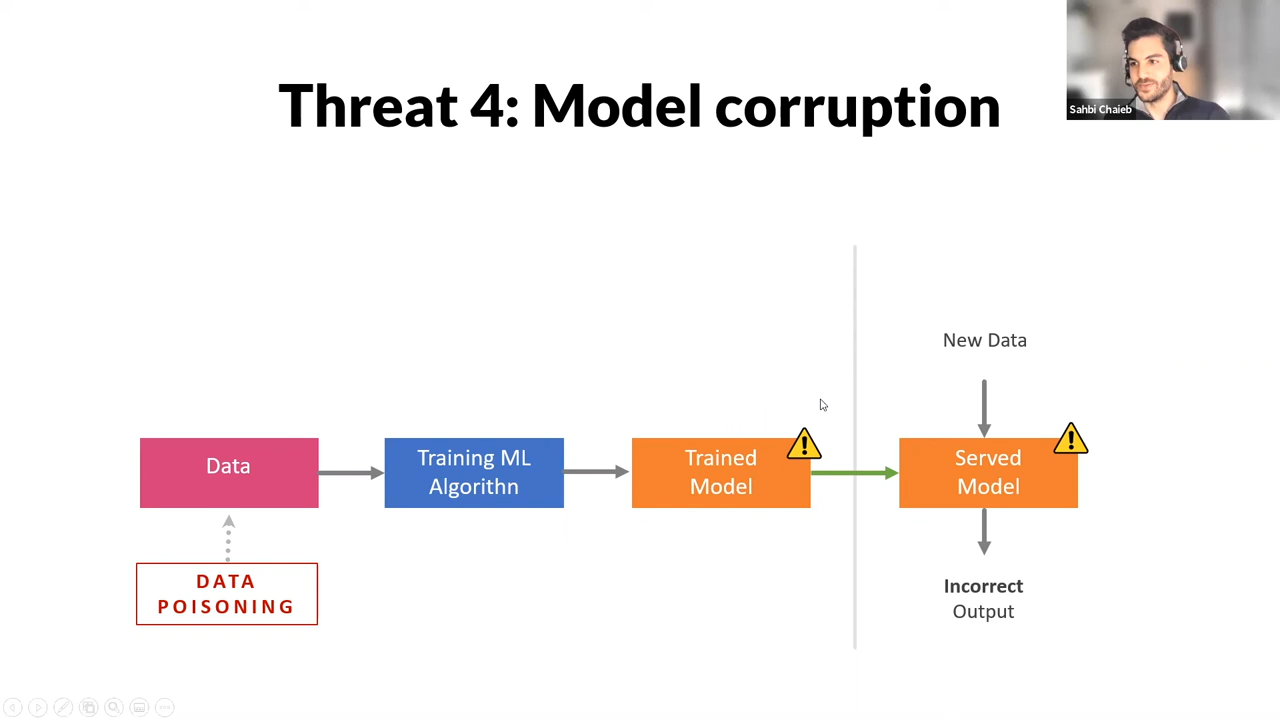 Threat 4: Model corruption
Sahbi Chaieb
New Data
Data
Training ML
Algorithn
Trained
Model
Served
Model
DATA
POISONING
Incorrect
Output